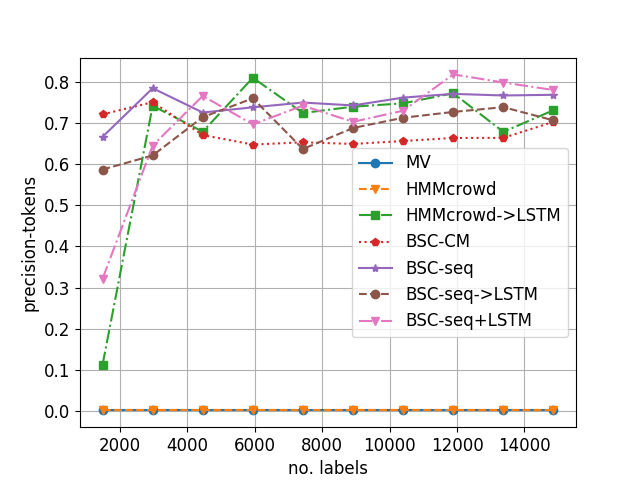 0.8
0.7
0.6
0.5
0.4
0.3
0.2
0.1
0.0
precision-tokens
MV
HMMcrowd
HMMcrowd->LSTM
BSC-CM
BSC-seq
BSC-seq->LSTM
BSC-seq+LSTM
2000 4000 6000 8000 10000 12000 14000
no. labels